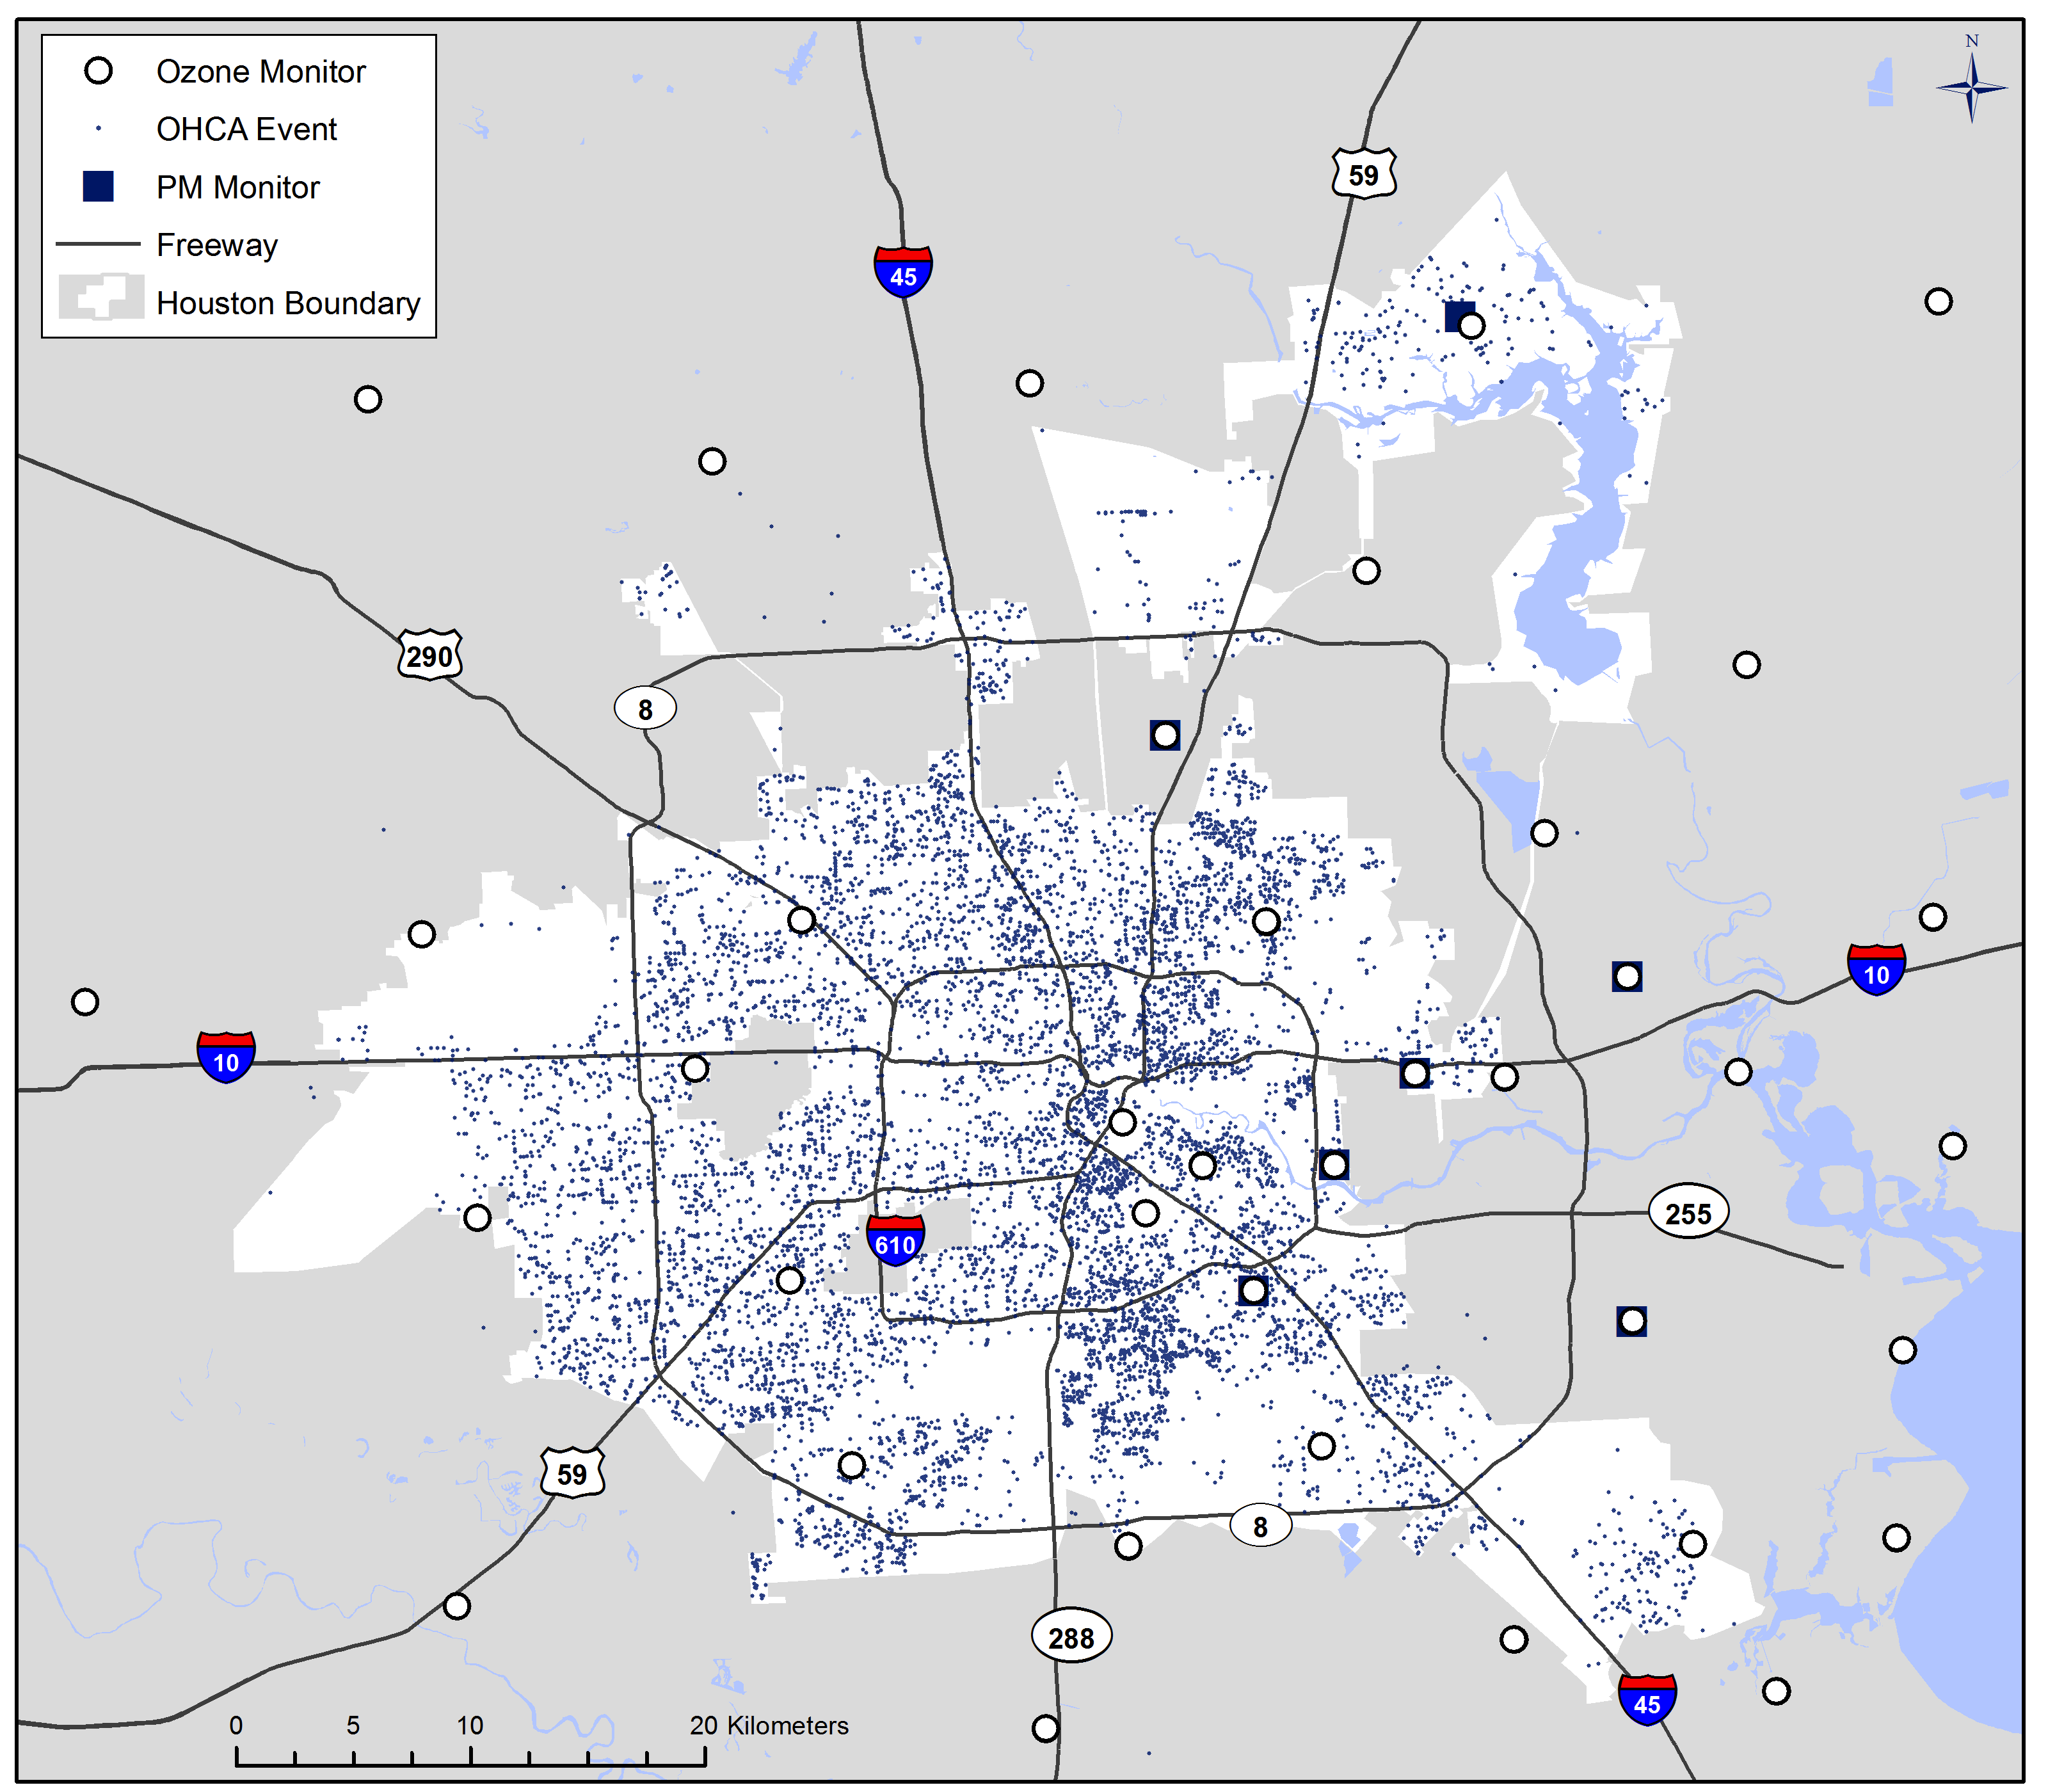 Ozone Monitor
OHCA Event
PM Monitor
Freeway
Houston Boundary
N
59
45
290
8
10
10
255
610
59
8
288
45
0 5 10 20 Kilometers